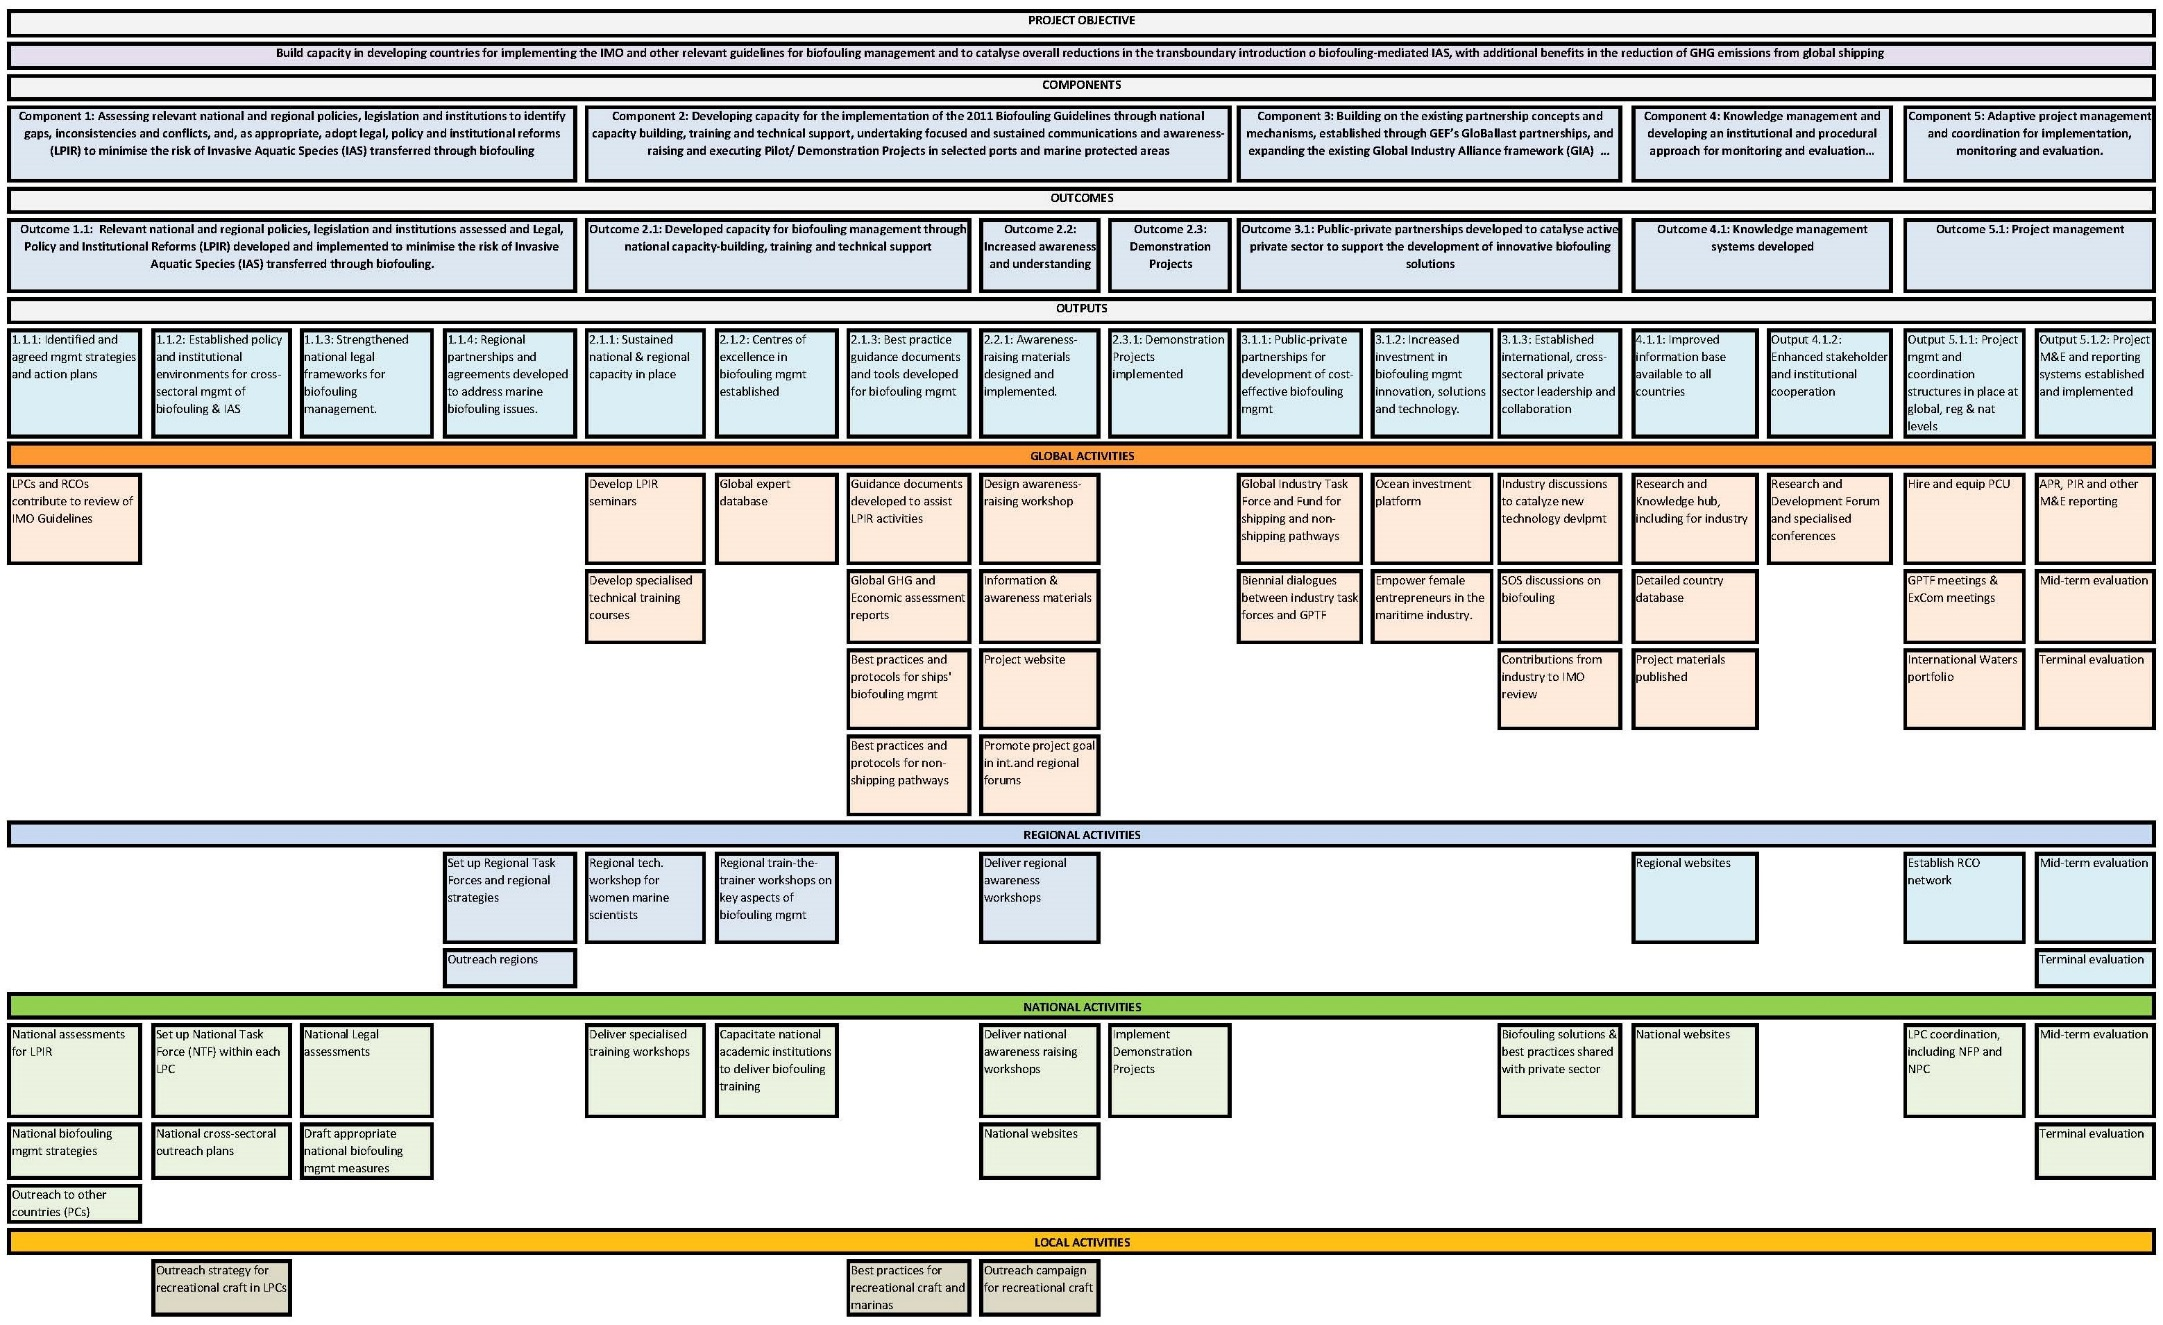 PROJECT OBJECTIVE
Build capacity in developing countries for implementing the IMO and other relevant guidelines for biofouling management and to catalyse overall reductions in the transboundary introduction o biofouling-mediated IAS, with additional benefits in the reduction of GHG emissions from global shipping
COMPONENTS
Component 1: Assessing relevant national and regional policies, legislation and institutions to identify
gaps, inconsistencies and conflicts, and, as appropriate, adopt legal, policy and institutional reforms
(LPIR) to minimise the risk of Invasive Aquatic Species (IAS) transferred through biofouling
Component 2: Developing capacity for the implementation of the 2011 Biofouling Guidelines through national
capacity building, training and technical support, undertaking focused and sustained communications and awareness-
raising and executing Pilot/ Demonstration Projects in selected ports and marine protected areas
Component 3: Building on the existing partnership concepts and
mechanisms, established through GEF's GloBallast partnerships, and
expanding the existing Global Industry Alliance framework (GIA) ...
Component 4: Knowledge management and
developing an institutional and procedural
approach for monitoring and evaluation...
Component 5: Adaptive project management
and coordination for implementation,
monitoring and evaluation.
OUTCOMES
Outcome 1.1: Relevant national and regional policies, legislation and institutions assessed and Legal,
Policy and Institutional Reforms (LPIR) developed and implemented to minimise the risk of Invasive
Aquatic Species (IAS) transferred through biofouling.
Outcome 2.1: Developed capacity for biofouling management through
national capacity-building, training and technical support
Outcome 2.2:
Increased awareness
and understanding
Outcome 2.3:
Demonstration
Projects
Outcome 3.1: Public-private partnerships developed to catalyse active
private sector to support the development of innovative biofouling
solutions
Outcome 4.1: Knowledge management
systems developed
Outcome 5.1: Project management
OUTPUTS
1.1.1: Identified and
agreed mgmt strategies
and action plans
1.1.2: Established policy
and institutional
environments for cross-
sectoral mgmt of
biofouling & IAS
1.1.3: Strengthened
national legal
frameworks for
biofouling
management.
1.1.4: Regional
partnerships and
agreements developed
to address marine
biofouling issues.
2.1.1: Sustained
national & regional
capacity in place
2.1.2: Centres of
excellence in
biofouling mgmt
established
2.1.3: Best practice
guidance documents
and tools developed
for biofouling mgmt
2.2.1: Awareness-
raising materials
designed and
implemented.
2.3.1: Demonstration
Projects
implemented
3.1.1: Public-private
partnerships for
development of cost-
effective biofouling
mgmt
3.1.2: Increased
investment in
biofouling mgmt
innovation, solutions
and technology.
3.1.3: Established
international, cross-
sectoral private
sector leadership and
collaboration
4.1.1: Improved
information base
available to all
countries
Output 4.1.2:
Enhanced stakeholder
and institutional
cooperation
Output 5.1.1: Project
mgmt and
coordination
structures in place at
global, reg & nat
levels
Output 5.1.2: Project
M&E and reporting
systems established
and implemented
GLOBAL ACTIVITIES
LPCs and RCOs
contribute to review of
IMO Guidelines
Develop LPIR
seminars
Global expert
database
Guidance documents
developed to assist
LPIR activities
Design awareness-
raising workshop
Global Industry Task
Force and Fund for
shipping and non-
shipping pathways
Ocean investment
platform
Industry discussions
to catalyze new
technology devlpmt
Research and
Knowledge hub,
including for industry
Research and
Development Forum
and specialised
conferences
Hire and equip PCU
APR, PIR and other
M&E reporting
Develop specialised
technical training
courses
Global GHG and
Economic assessment
reports
Information &
awareness materials
Biennial dialogues
between industry task
forces and GPTF
Empower female
entrepreneurs in the
maritime industry.
SOS discussions on
biofouling
Detailed country
database
GPTF meetings &
ExCom meetings
Mid-term evaluation
Best practices and
protocols for ships'
biofouling mgmt
Project website
Contributions from
industry to IMO
review
Project materials
published
International Waters
portfolio
Terminal evaluation
Best practices and
protocols for non-
shipping pathways
Promote project goal
in int.and regional
forums
REGIONAL ACTIVITIES
Set up Regional Task
Forces and regional
strategies
Regional tech.
workshop for
women marine
scientists
Regional train-the-
trainer workshops on
key aspects of
biofouling mgmt
Deliver regional
awareness
workshops
Regional websites
Establish RCO
network
Mid-term evaluation
Outreach regions
Terminal evaluation
NATIONAL ACTIVITIES
National assessments
for LPIR
Set up National Task
Force (NTF) within each
LPC
National Legal
assessments
Deliver specialised
training workshops
Capacitate national
academic institutions
to deliver biofouling
training
Deliver national
awareness raising
workshops
Implement
Demonstration
Projects
Biofouling solutions &
best practices shared
with private sector
National websites
LPC coordination,
including NFP and
NPC
Mid-term evaluation
National biofouling
mgmt strategies
National cross-sectoral
outreach plans
Draft appropriate
national biofouling
mgmt measures
National websites
Terminal evaluation
Outreach to other
countries (PCs)
LOCAL ACTIVITIES
Outreach strategy for
recreational craft in LPCs
Best practices for
recreational craft and
marinas
Outreach campaign
for recreational craft